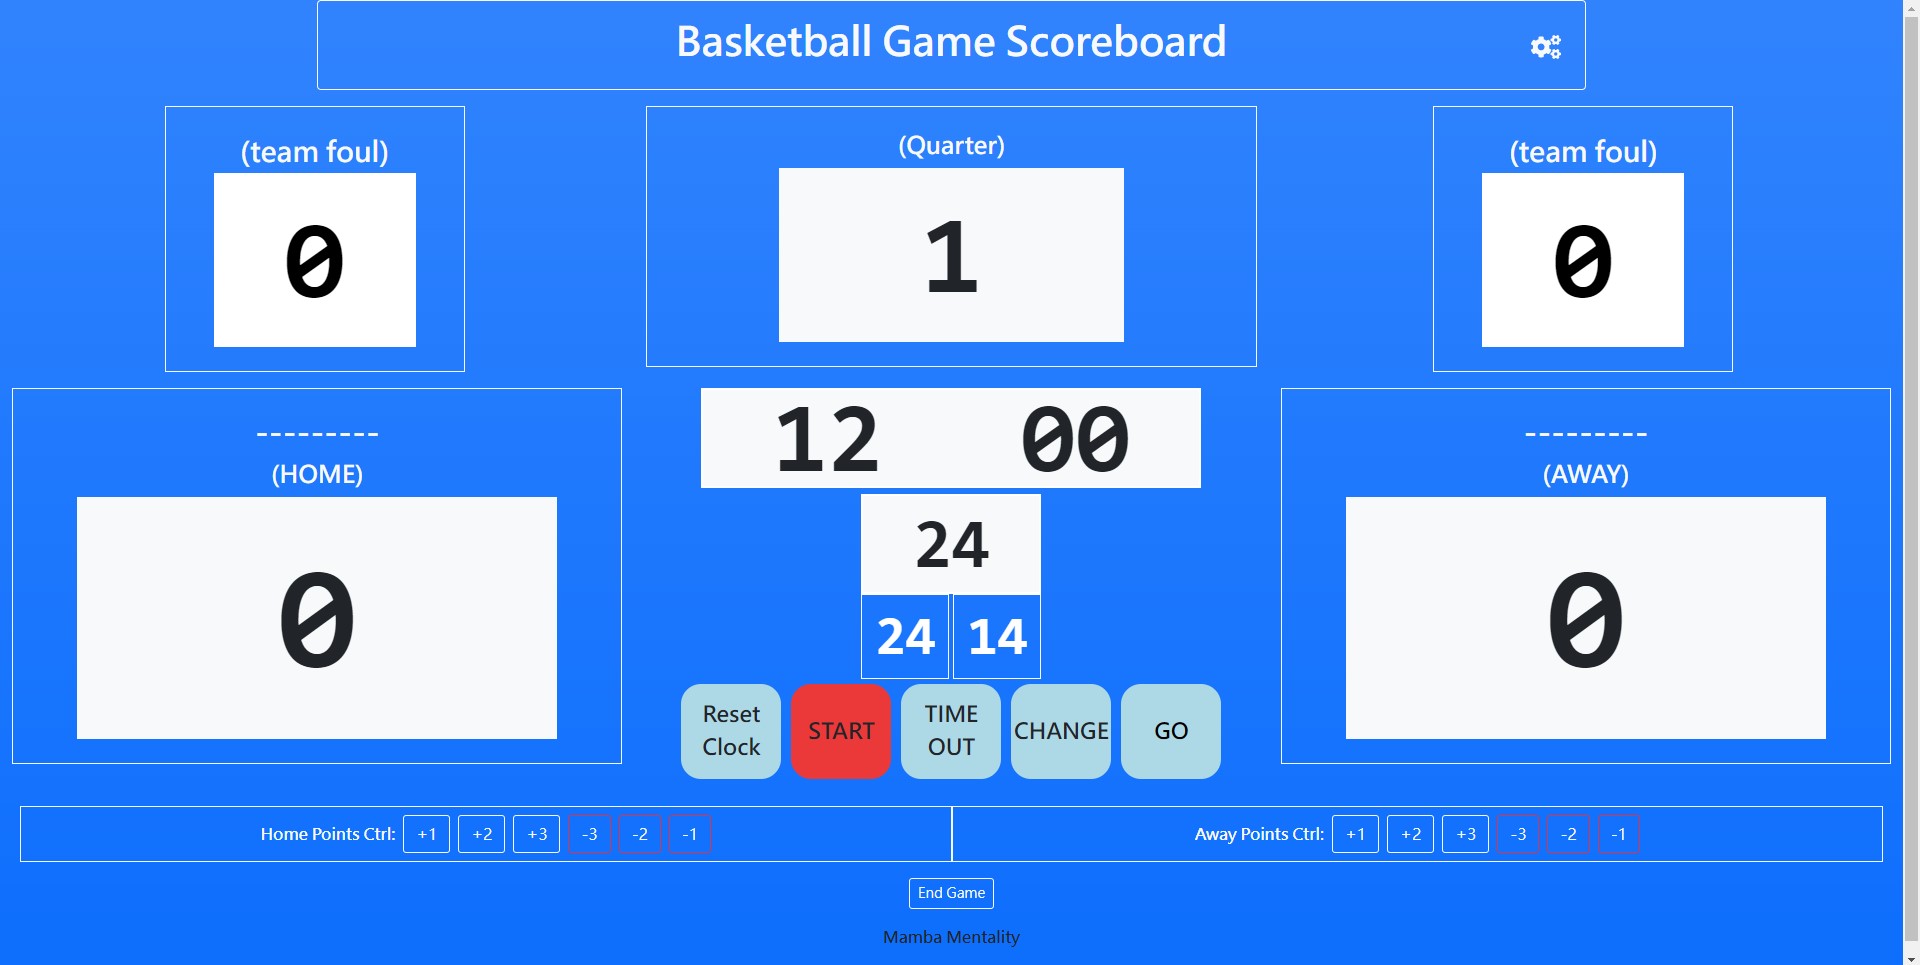 Basketball Game Scoreboard
(team foul)
0
(Quarter)
1
(team foul)
0
---------
(HOME)
0
12 00
24
24 14
Reset
Clock
START
TIME
OUT
CHANGE
GO
---------
(AWAY)
0
Home Points Ctrl: +1 +2 +3 -3 -2 -1
Away Points Ctrl: +1 +2 +3 -3 -2 -1
End Game
Mamba Mentality